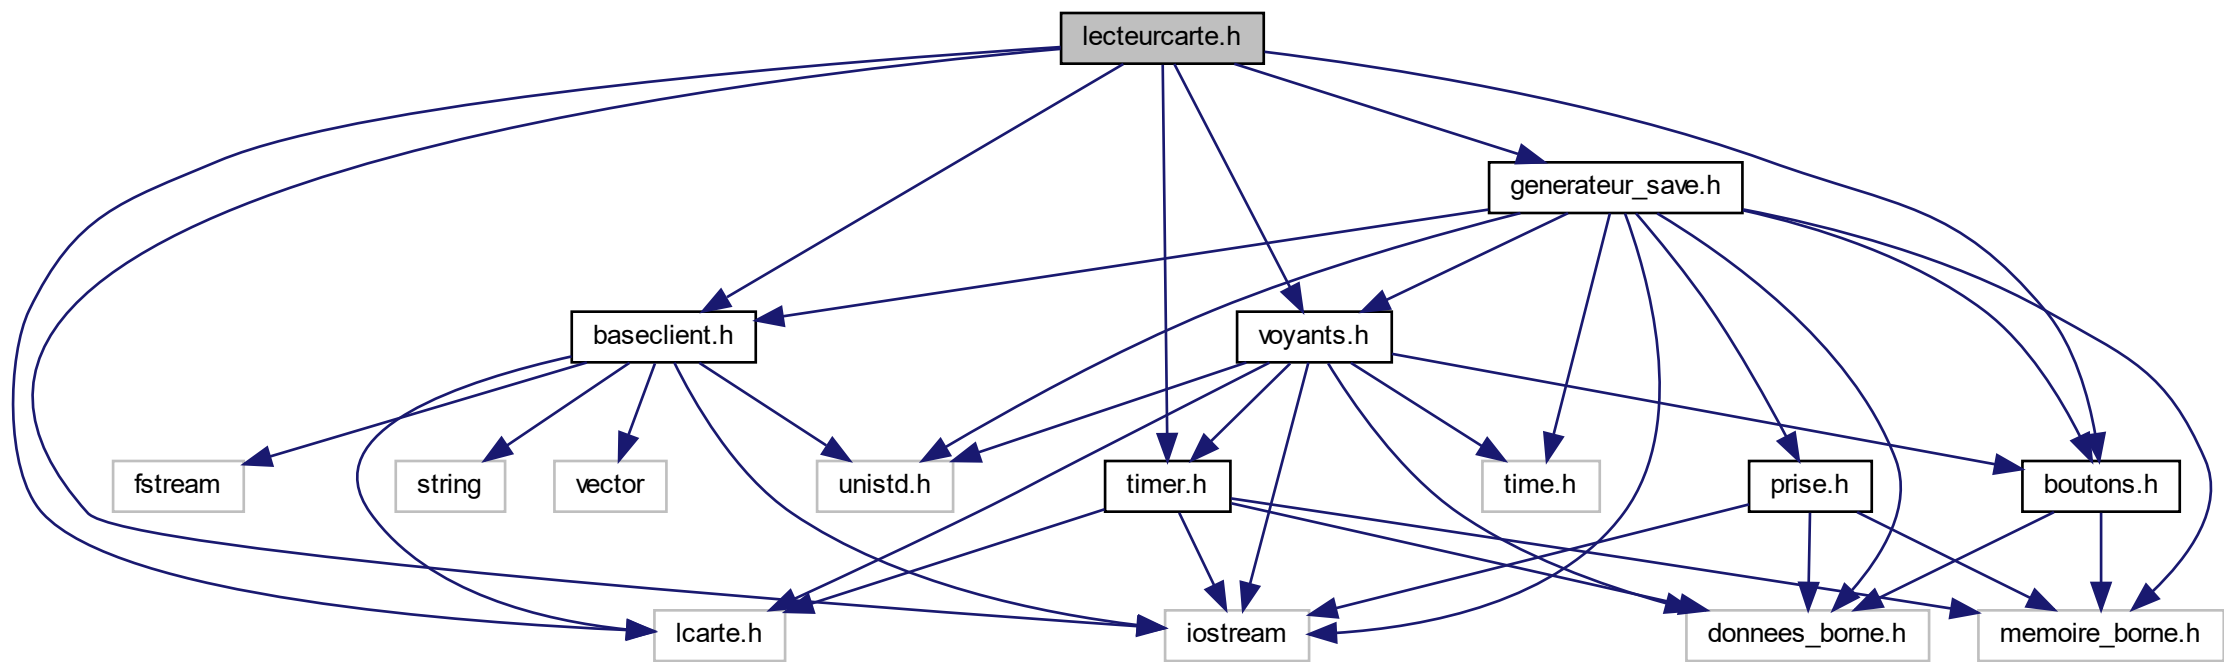 lecteurcarte.h
generateur_save.h
baseclient.h
voyants.h
fstream
string
vector
unistd.h
timer.h
time.h
prise.h
boutons.h
lcarte.h
iostream
donnees_borne.h
memoire_borne.h